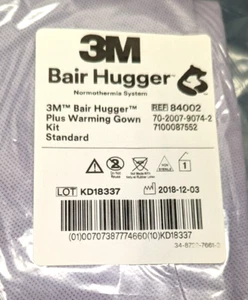 3M
Bair Hugger™
Normothermia System
3M™ Bair Hugger™
Plus Warming Gown
Kit
Standard
REF 84002
70-2007-9074-2
7100087552
LOT KD18337
2018-12-03
(01)00707387774660(10)KD18337